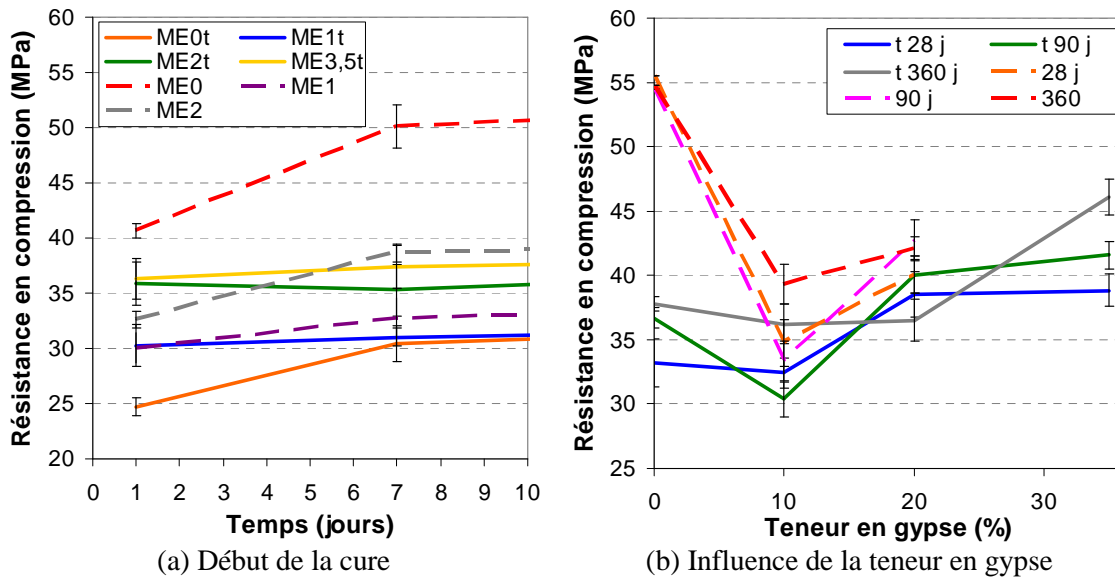 Résistance en compression (MPa)
60
55
50
45
40
35
30
25
20
ME0t
ME1t
ME2t
ME3,5t
ME0
ME1
ME2
0 1 2 3 4 5 6 7 8 9 10
Temps (jours)
(a) Début de la cure
Résistance en compression (MPa)
60
55
50
45
40
35
30
25
t 28 j
t 90 j
t 360 j
28 j
90 j
360
0 10 20 30
Teneur en gypse (%)
(b) Influence de la teneur en gypse